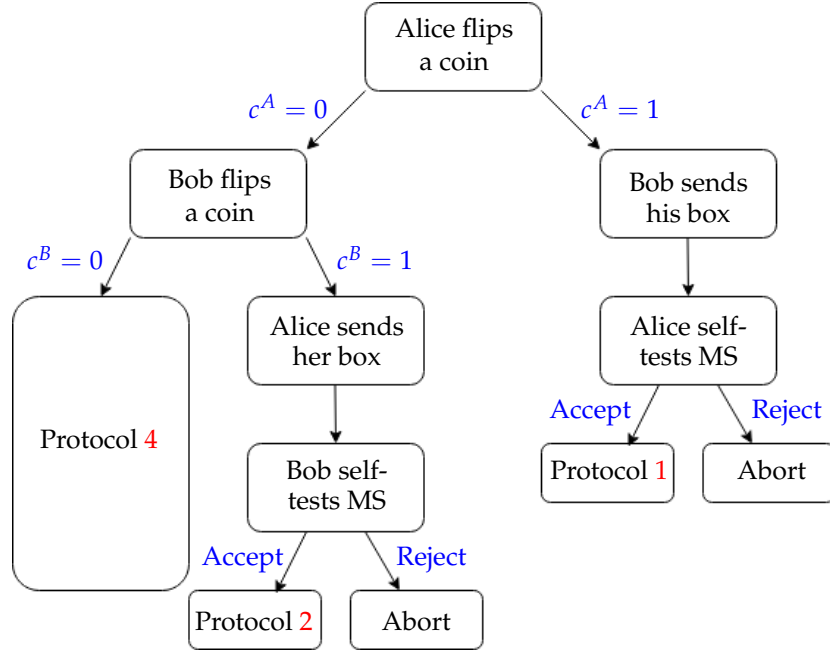 Alice flips
a coin
c^A = 0
c^A = 1
Bob flips
a coin
Bob sends
his box
c^B = 0
c^B = 1
Alice sends
her box
Alice self-
tests MS
Protocol 4
Accept
Reject
Bob self-
tests MS
Protocol 1
Abort
Accept
Reject
Protocol 2
Abort